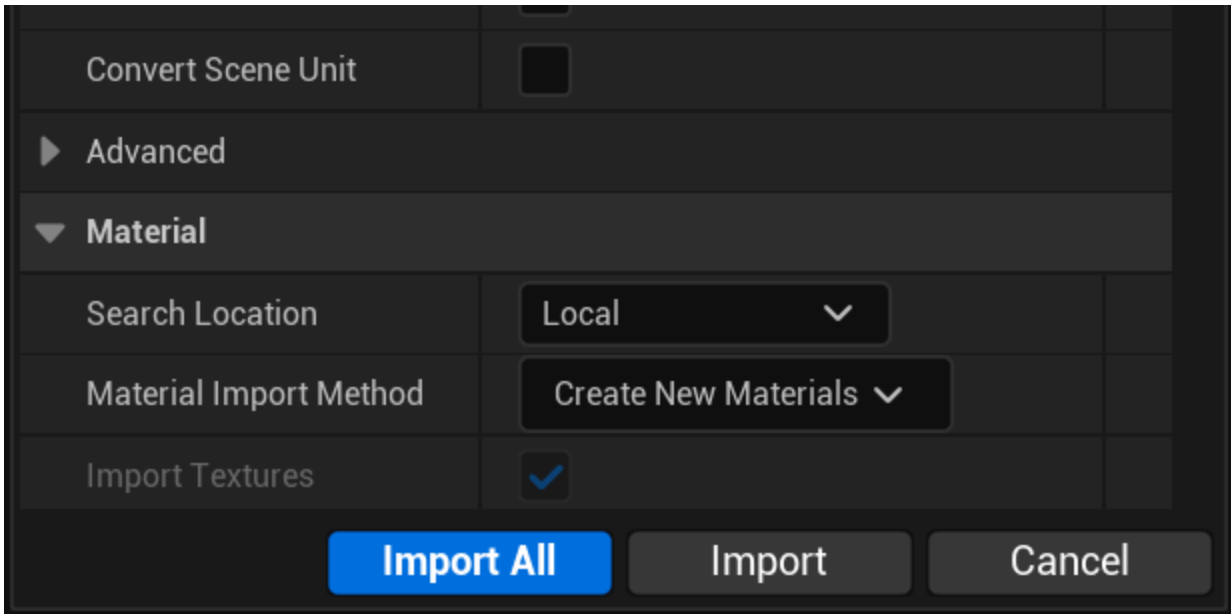 Convert Scene Unit
Advanced
Material
Search Location Local
Material Import Method Create New Materials
Import Textures
Import All Import Cancel